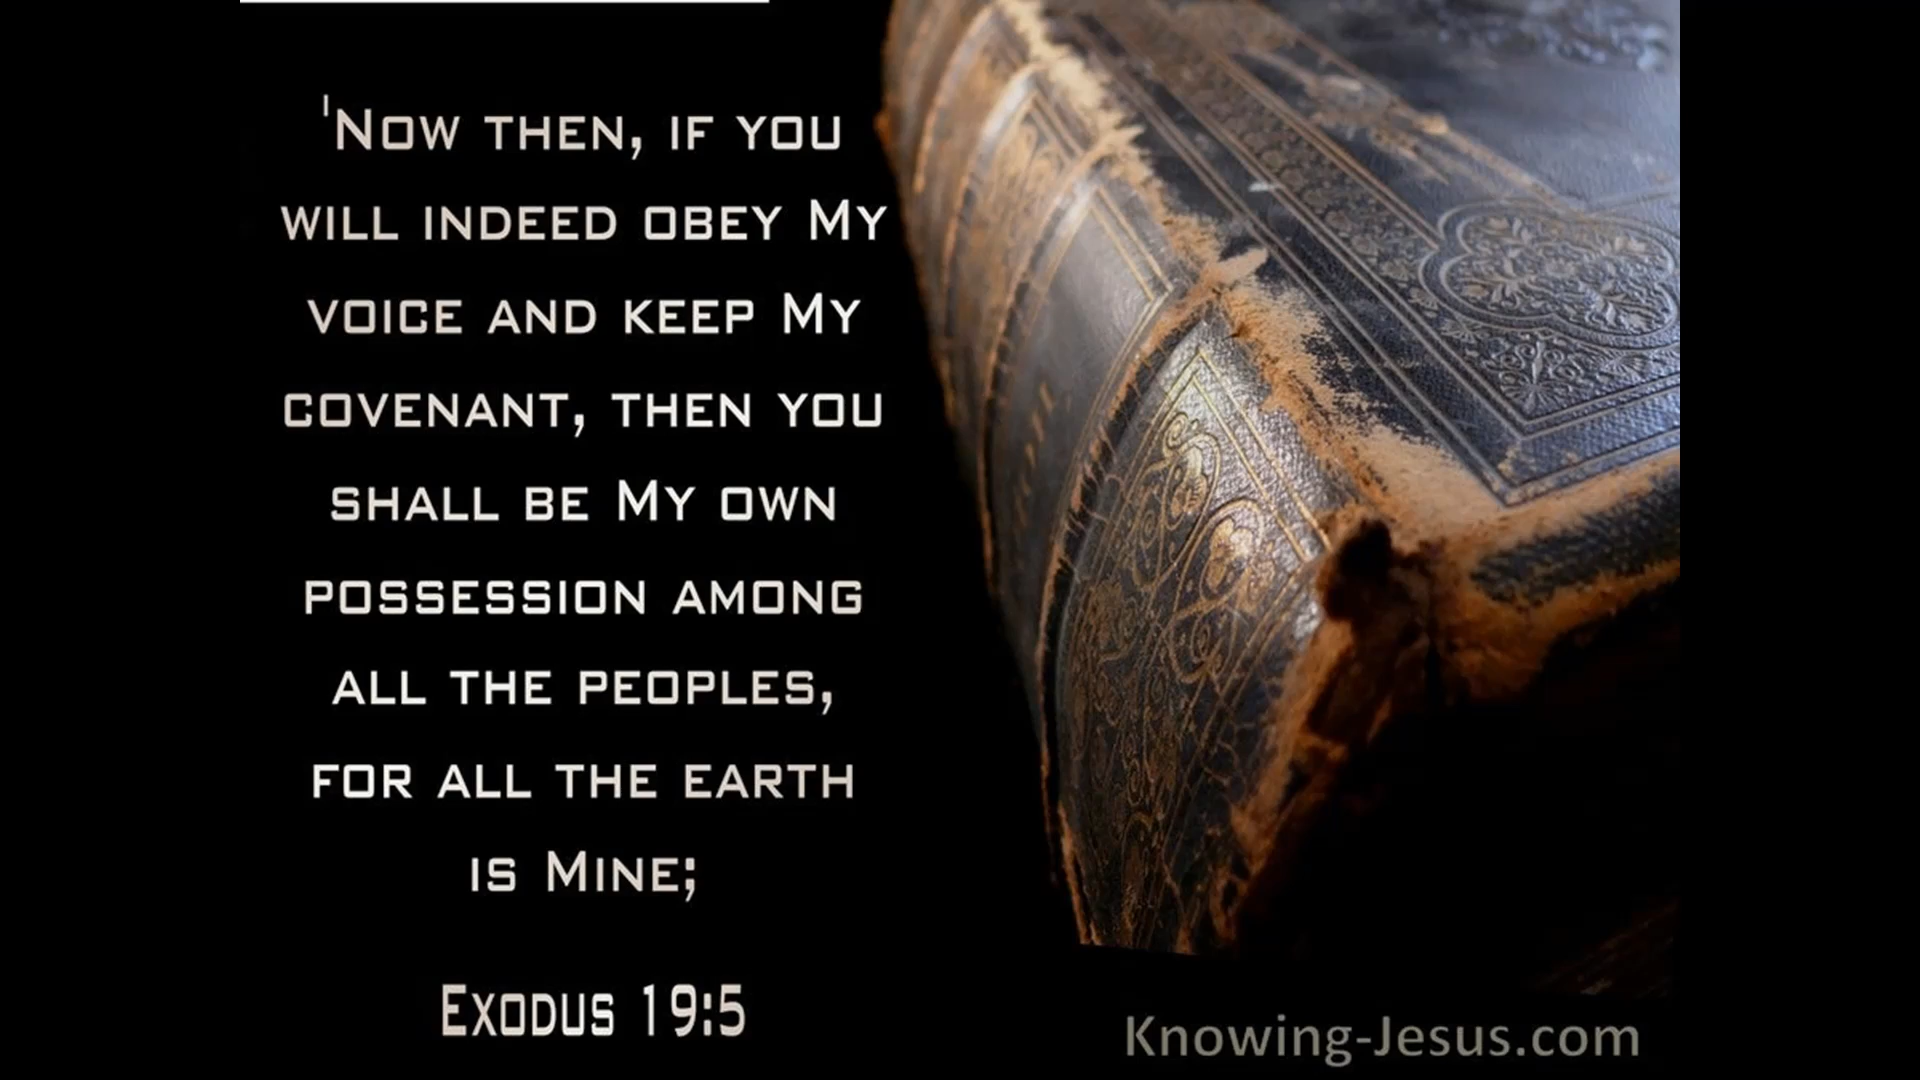 'Now then, if you
will indeed obey My
voice and keep My
covenant, then you
shall be My own
possession among
all the peoples,
for all the earth
is Mine;
Exodus 19:5
Knowing-Jesus.com